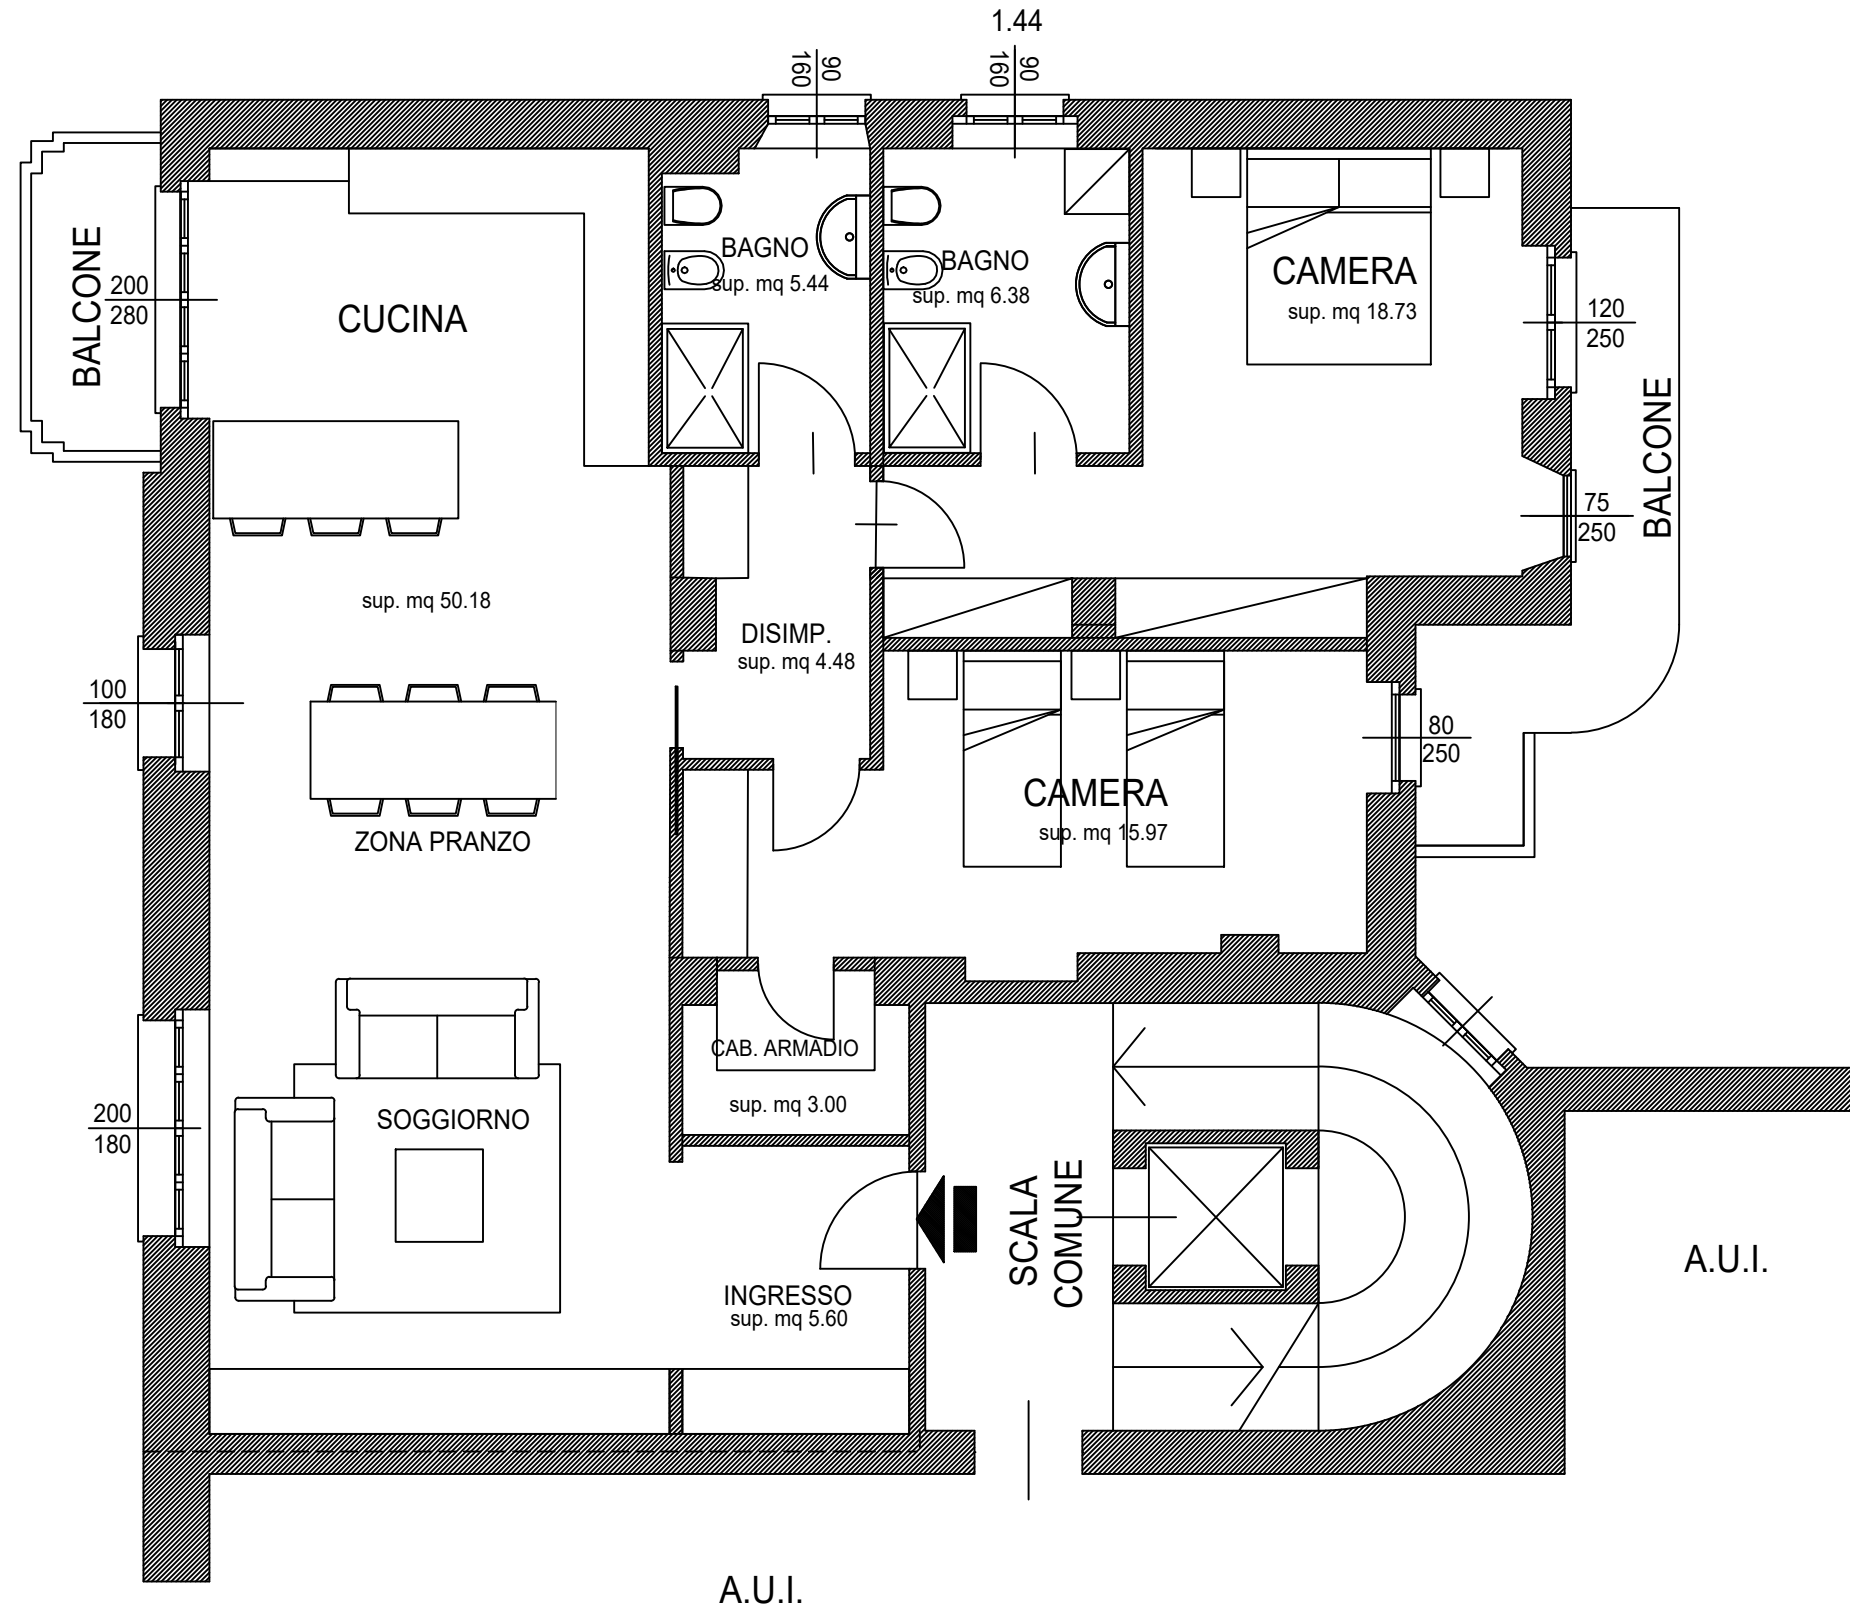 1.44
160
90
160
90
BALCONE
200
280
CUCINA
BAGNO
sup. mq 5.44
BAGNO
sup. mq 6.38
CAMERA
sup. mq 18.73
120
250
75
250
BALCONE
sup. mq 50.18
DISIMP.
sup. mq 4.48
100
180
80
250
CAMERA
sup. mq 15.97
ZONA PRANZO
CAB. ARMADIO
sup. mq 3.00
200
180
SOGGIORNO
SCALA
COMUNE
INGRESSO
sup. mq 5.60
A.U.I.
A.U.I.